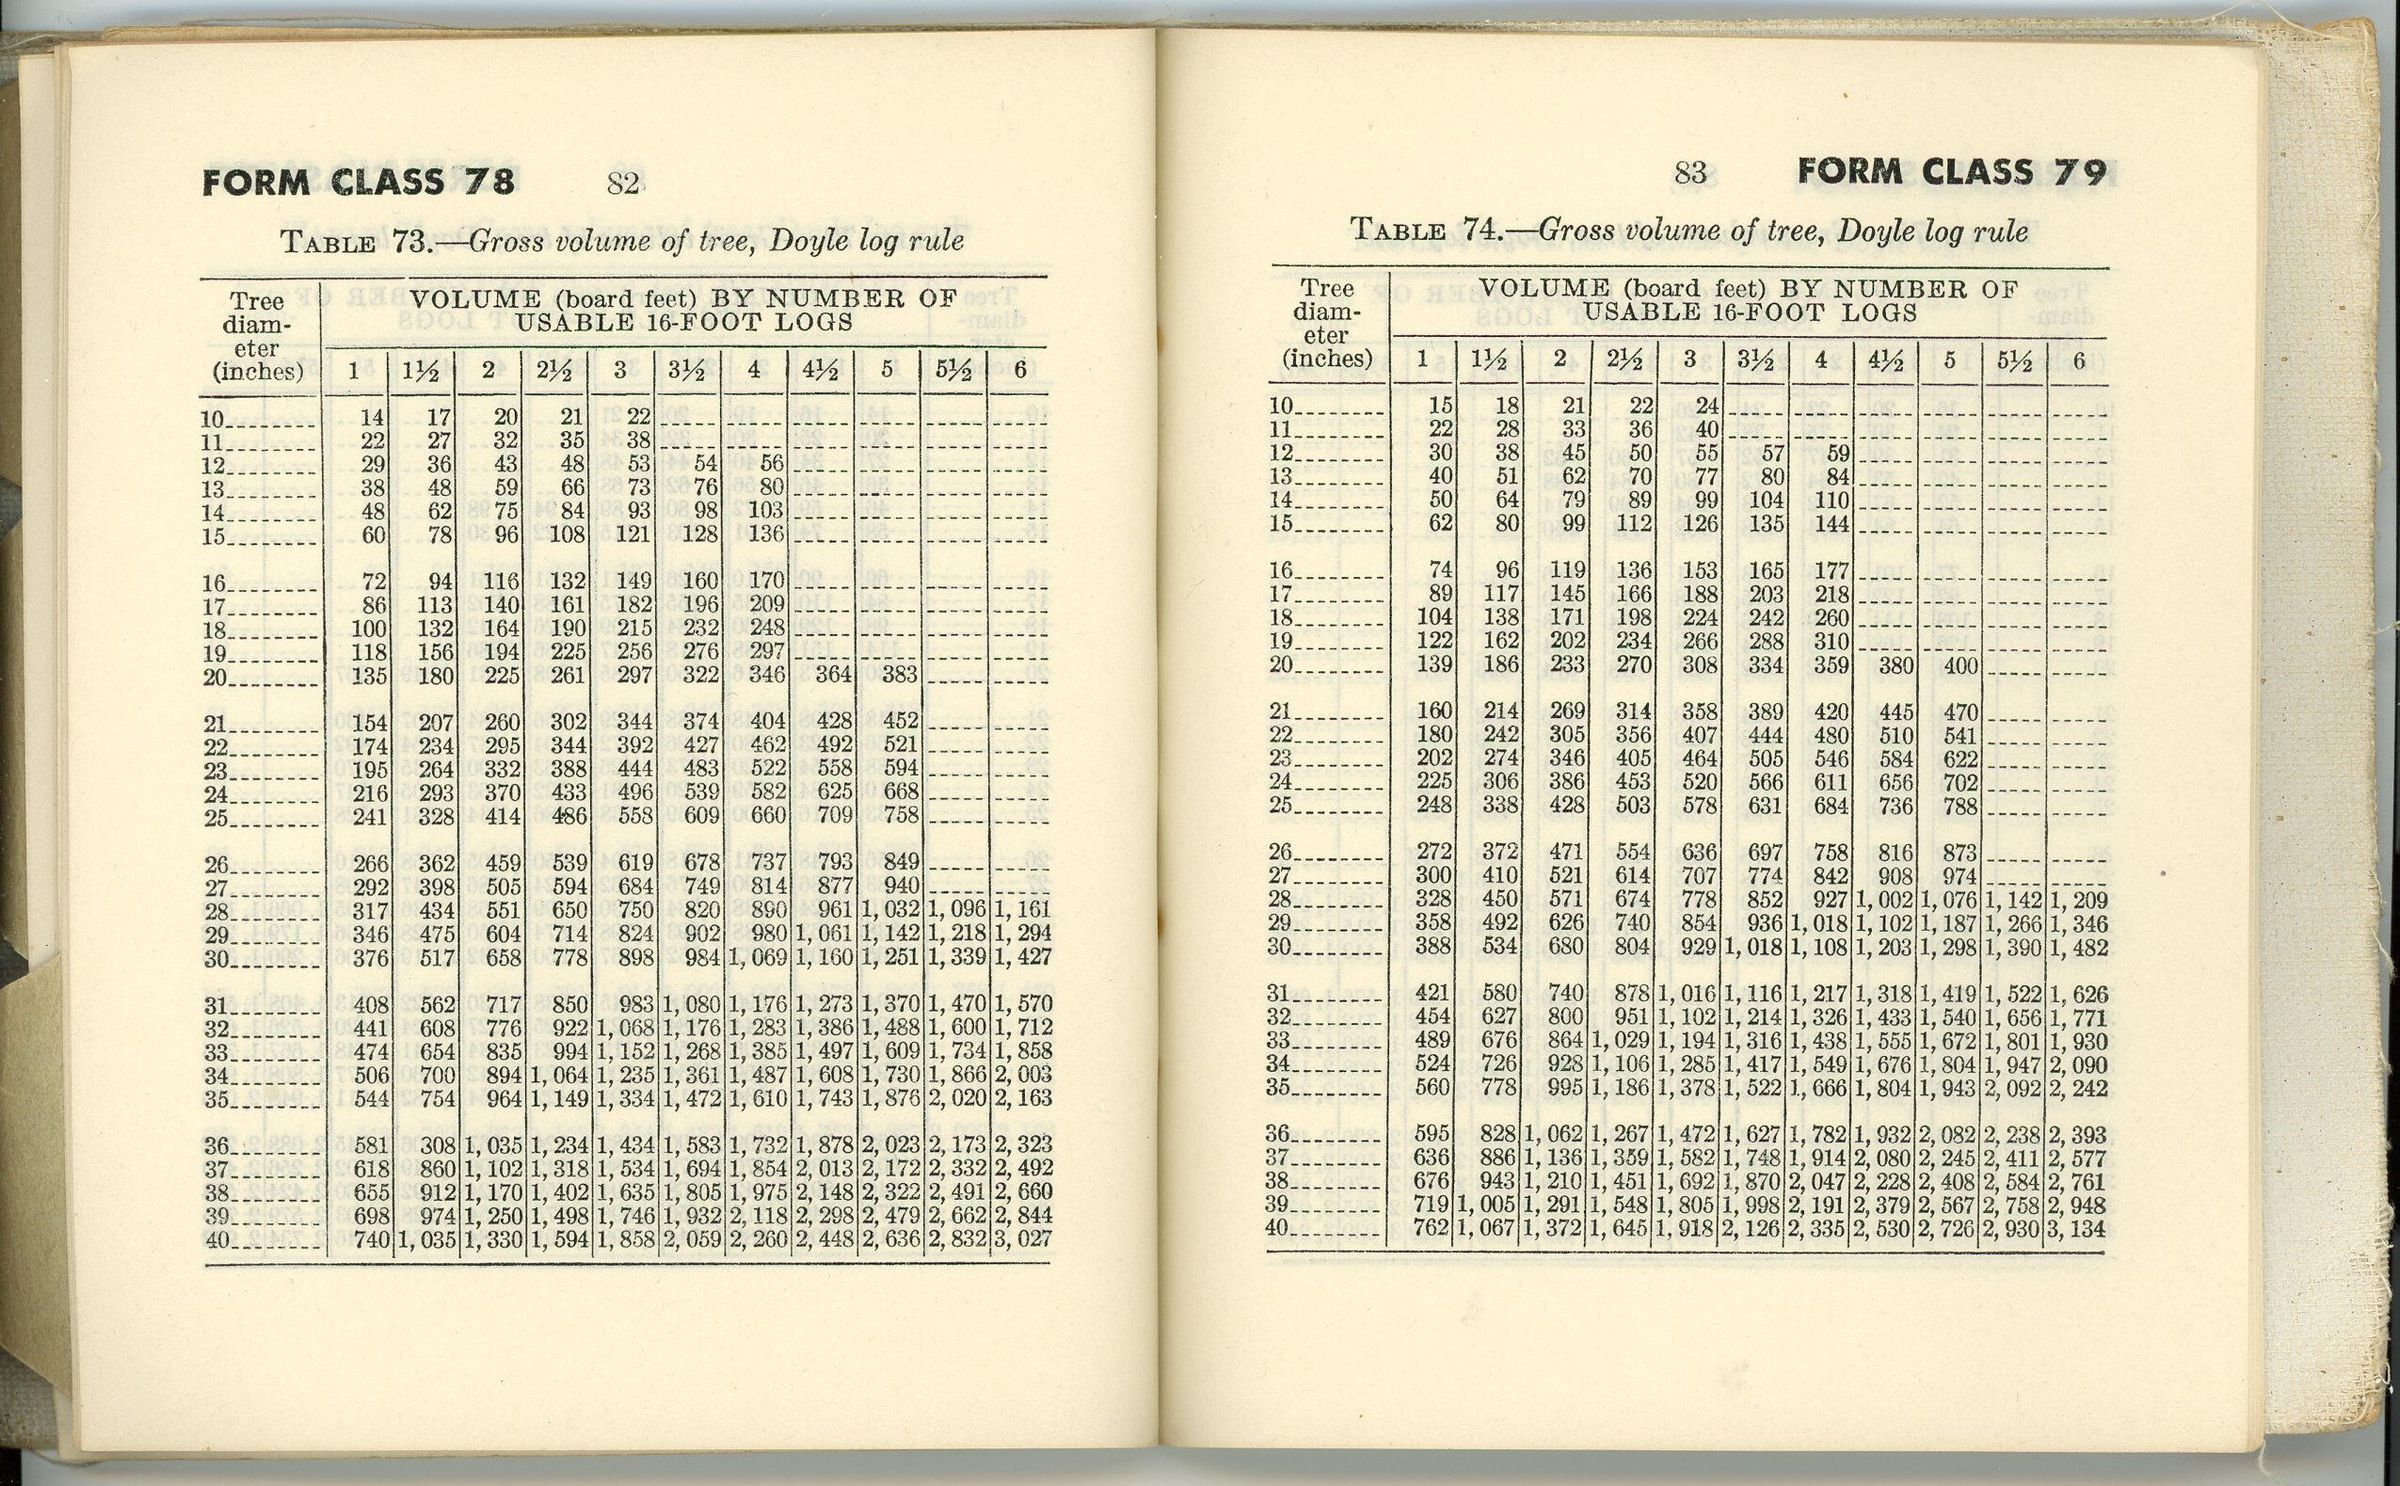 FORM CLASS 78 82
TABLE 73.—Gross volume of tree, Doyle log rule
Tree diam-eter (inches) VOLUME (board feet) BY NUMBER OF
USABLE 16-FOOT LOGS
1 1½ 2 2½ 3 3½ 4 4½ 5 5½ 6
10 14 17 20 21 22
11 22 27 32 35 38
12 29 36 43 48 53 54 56
13 38 48 59 66 73 76 80
14 48 62 75 84 93 98 103
15 60 78 96 108 121 128 136
16 72 94 116 132 149 160 170
17 86 113 140 161 182 196 209
18 100 132 164 190 215 232 248
19 118 156 194 225 256 276 297
20 135 180 225 261 297 322 346 364 383
21 154 207 260 302 344 374 404 428 452
22 174 234 295 344 392 427 462 492 521
23 195 264 332 388 444 483 522 558 594
24 216 293 370 433 496 539 582 625 668
25 241 328 414 486 558 609 660 709 758
26 266 362 459 539 619 678 737 793 849
27 292 398 505 594 684 749 814 877 940
28 317 434 551 650 750 820 890 961 1,032 1,096 1,161
29 346 475 604 714 824 902 980 1,061 1,142 1,218 1,294
30 376 517 658 778 898 984 1,069 1,160 1,251 1,339 1,427
31 408 562 717 850 983 1,080 1,176 1,273 1,370 1,470 1,570
32 441 608 776 922 1,068 1,176 1,283 1,386 1,488 1,600 1,712
33 474 654 835 994 1,152 1,268 1,385 1,497 1,609 1,734 1,858
34 506 700 894 1,064 1,235 1,361 1,487 1,608 1,730 1,866 2,003
35 544 754 964 1,149 1,334 1,472 1,610 1,743 1,876 2,020 2,163
36 581 308 1,035 1,234 1,434 1,583 1,732 1,878 2,023 2,173 2,323
37 618 860 1,102 1,318 1,534 1,694 1,854 2,013 2,172 2,332 2,492
38 655 912 1,170 1,402 1,635 1,805 1,975 2,148 2,322 2,491 2,660
39 698 974 1,250 1,498 1,746 1,932 2,118 2,298 2,479 2,662 2,844
40 740 1,035 1,330 1,594 1,858 2,059 2,260 2,448 2,636 2,832 3,027
83 FORM CLASS 79
TABLE 74.—Gross volume of tree, Doyle log rule
Tree diam-eter (inches) VOLUME (board feet) BY NUMBER OF
USABLE 16-FOOT LOGS
1 1½ 2 2½ 3 3½ 4 4½ 5 5½ 6
10 15 18 21 22 24
11 22 28 33 36 40
12 30 38 45 50 55 57 59
13 40 51 62 70 77 80 84
14 50 64 79 89 99 104 110
15 62 80 99 112 126 135 144
16 74 96 119 136 153 165 177
17 89 117 145 166 188 203 218
18 104 138 171 198 224 242 260
19 122 162 202 234 266 288 310
20 139 186 233 270 308 334 359 380 400
21 160 214 269 314 358 389 420 445 470
22 180 242 305 356 407 444 480 510 541
23 202 274 346 405 464 505 546 584 622
24 225 306 386 453 520 566 611 656 702
25 248 338 428 503 578 631 684 736 788
26 272 372 471 554 636 697 758 816 873
27 300 410 521 614 707 774 842 908 974
28 328 450 571 674 778 852 927 1,002 1,076 1,142 1,209
29 358 492 626 740 854 936 1,018 1,102 1,187 1,266 1,346
30 388 534 680 804 929 1,018 1,108 1,203 1,298 1,390 1,482
31 421 580 740 878 1,016 1,116 1,217 1,318 1,419 1,522 1,626
32 454 627 800 951 1,102 1,214 1,326 1,433 1,540 1,656 1,771
33 489 676 864 1,029 1,194 1,316 1,438 1,555 1,672 1,801 1,930
34 524 726 928 1,106 1,285 1,417 1,549 1,676 1,804 1,947 2,090
35 560 778 995 1,186 1,378 1,522 1,666 1,804 1,943 2,092 2,242
36 595 828 1,062 1,267 1,472 1,627 1,782 1,932 2,082 2,238 2,393
37 636 886 1,136 1,359 1,582 1,748 1,914 2,080 2,245 2,411 2,577
38 676 943 1,210 1,451 1,692 1,870 2,047 2,228 2,408 2,584 2,761
39 719 1,005 1,291 1,548 1,805 1,998 2,191 2,379 2,567 2,758 2,948
40 762 1,067 1,372 1,645 1,918 2,126 2,335 2,530 2,726 2,930 3,134